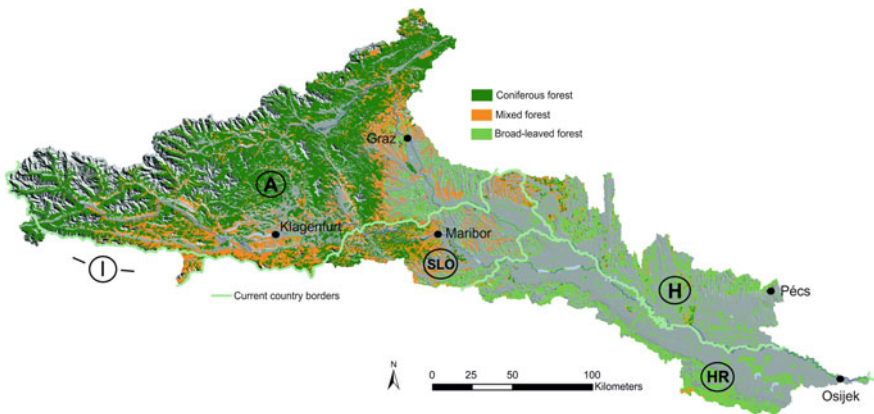 Coniferous forest
Mixed forest
Broad-leaved forest
Graz
A
Klagenfurt
Maribor
I
SLO
Current country borders
H
Pécs
N
0 25 50 100
Kilometers
HR
Osijek